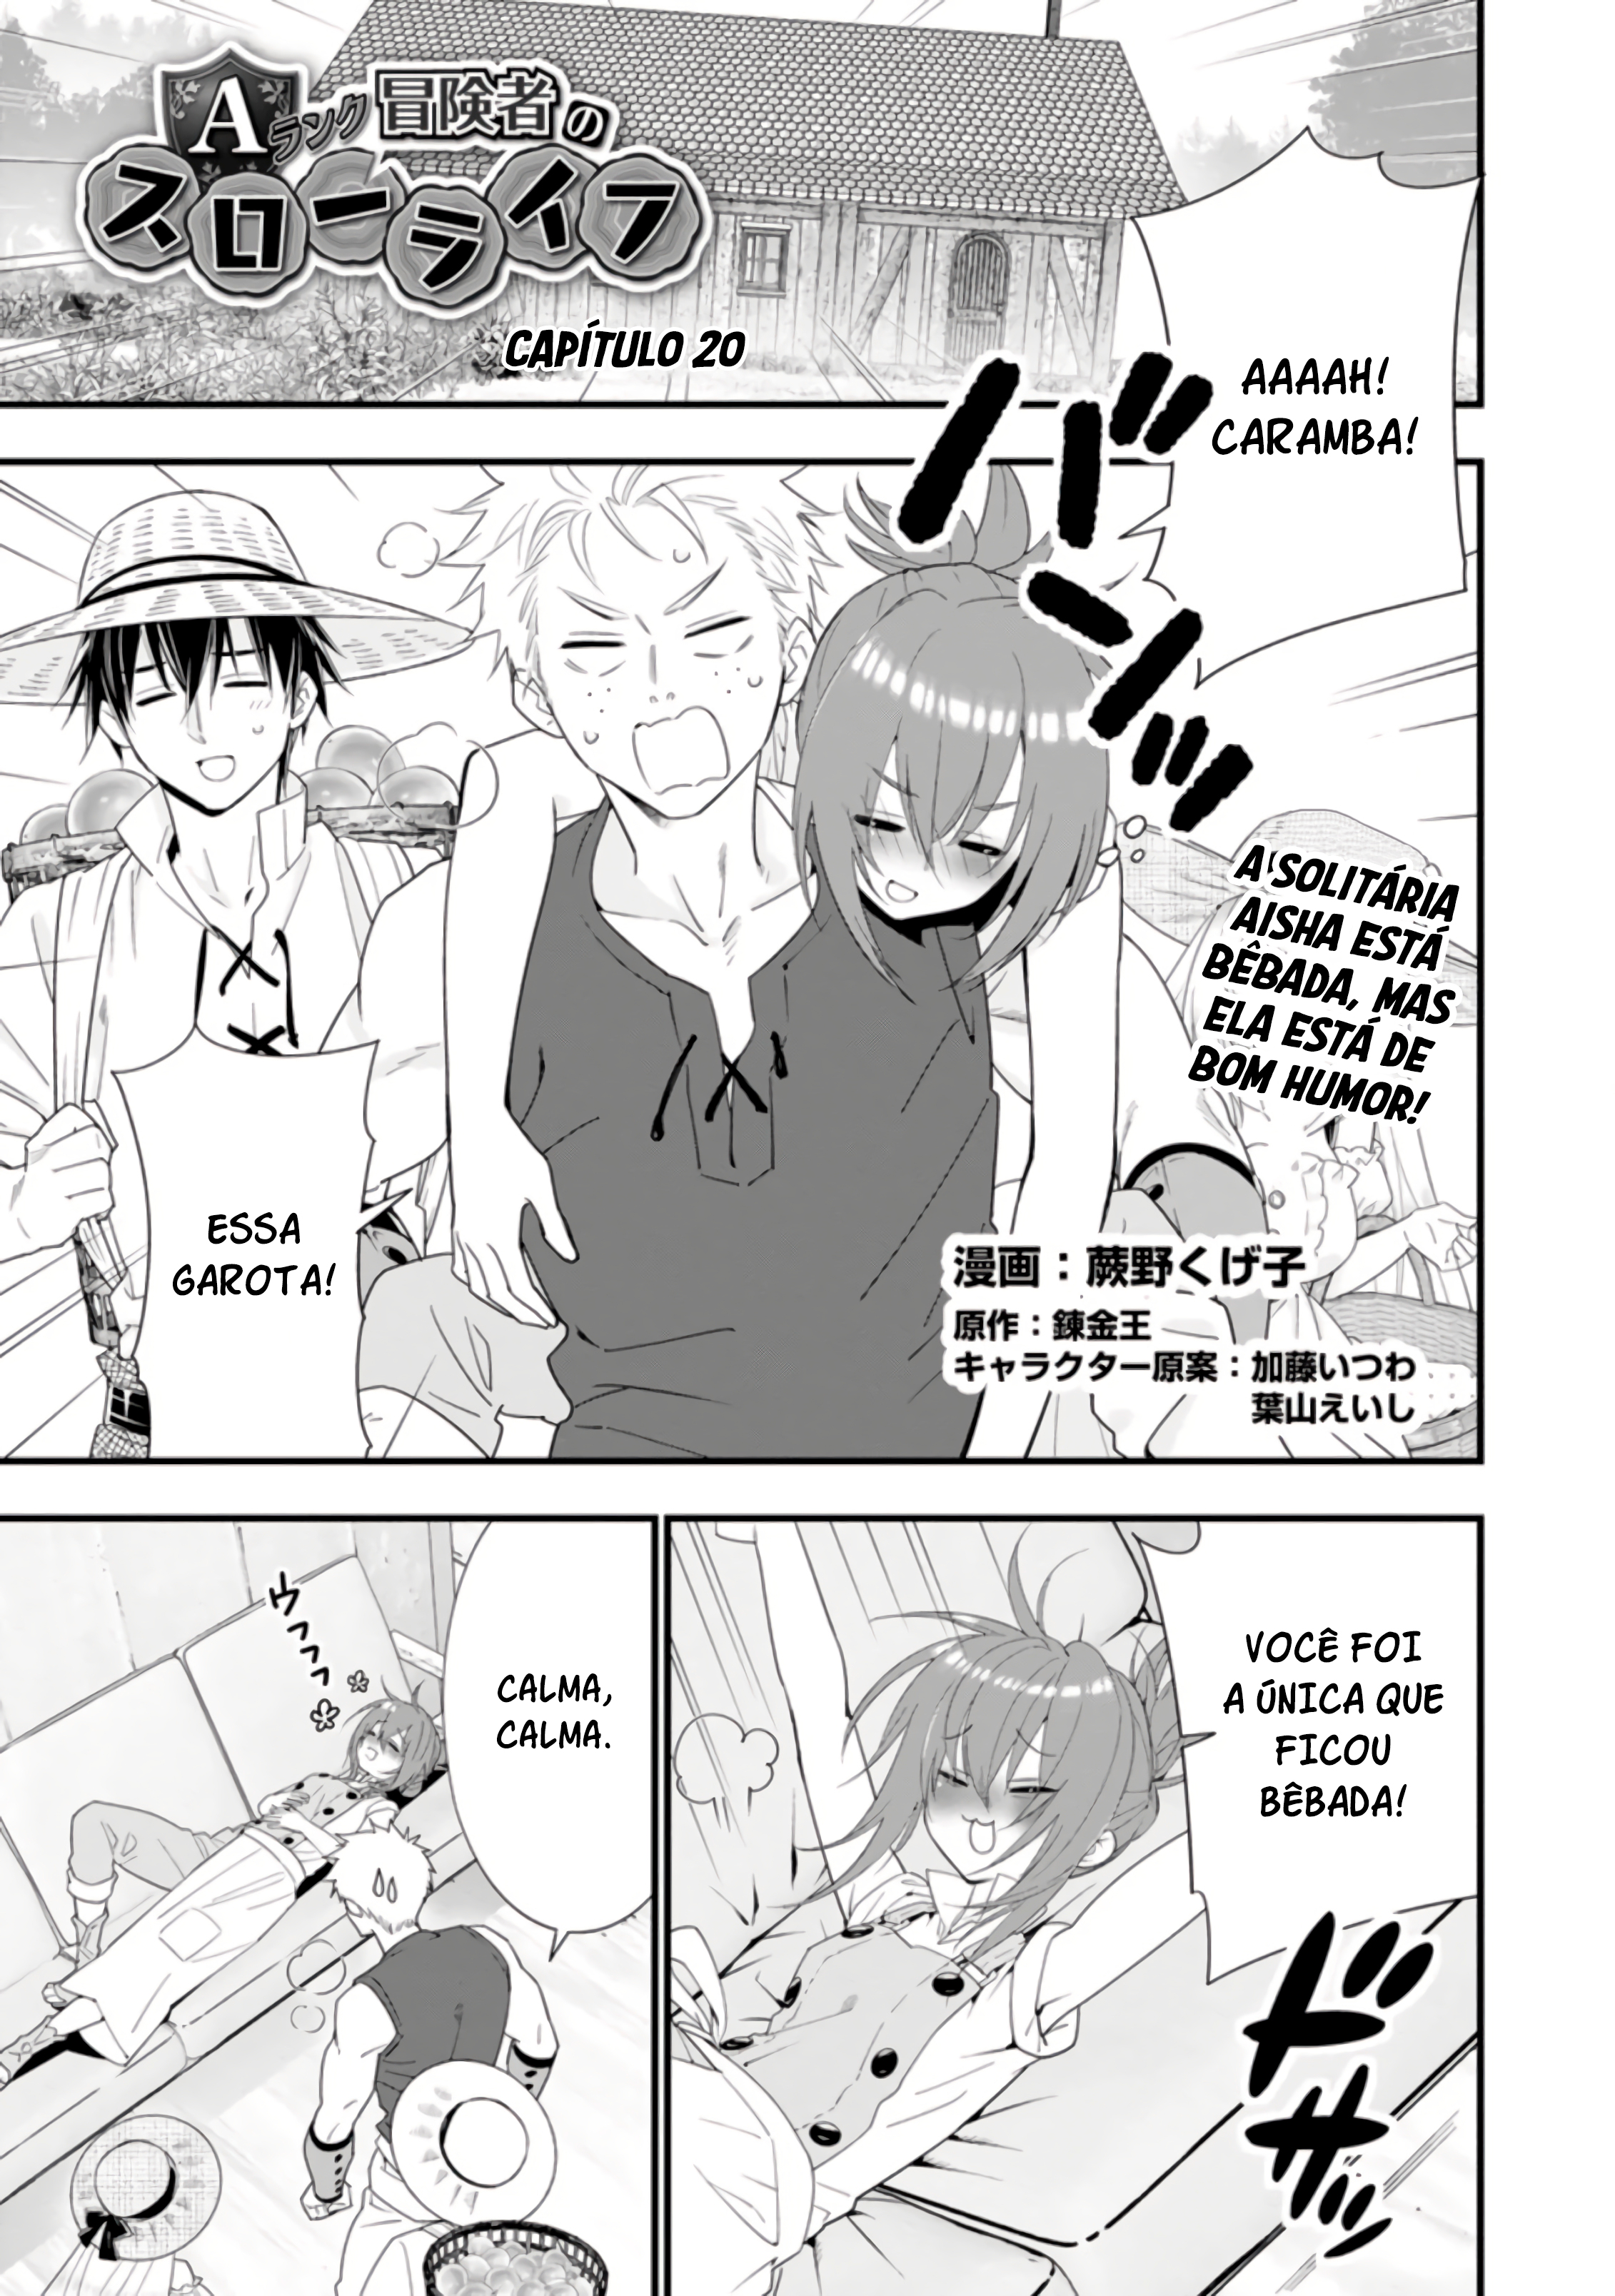 Aランク冒険者の
スローライフ
CAPÍTULO 20
AAAAH!
CARAMBA!
バーン
A SOLITÁRIA
AISHA ESTÁ
BÊBADA, MAS
ELA ESTÁ DE
BOM HUMOR!
ESSA
GAROTA!
漫画：蕨野くげ子
原作：錬金王
キャラクター原案：加藤いつわ
葉山えいし
VOCÊ FOI
A ÚNICA QUE
FICOU
BÊBADA!
ドサッ
CALMA,
CALMA.
ウフフフ